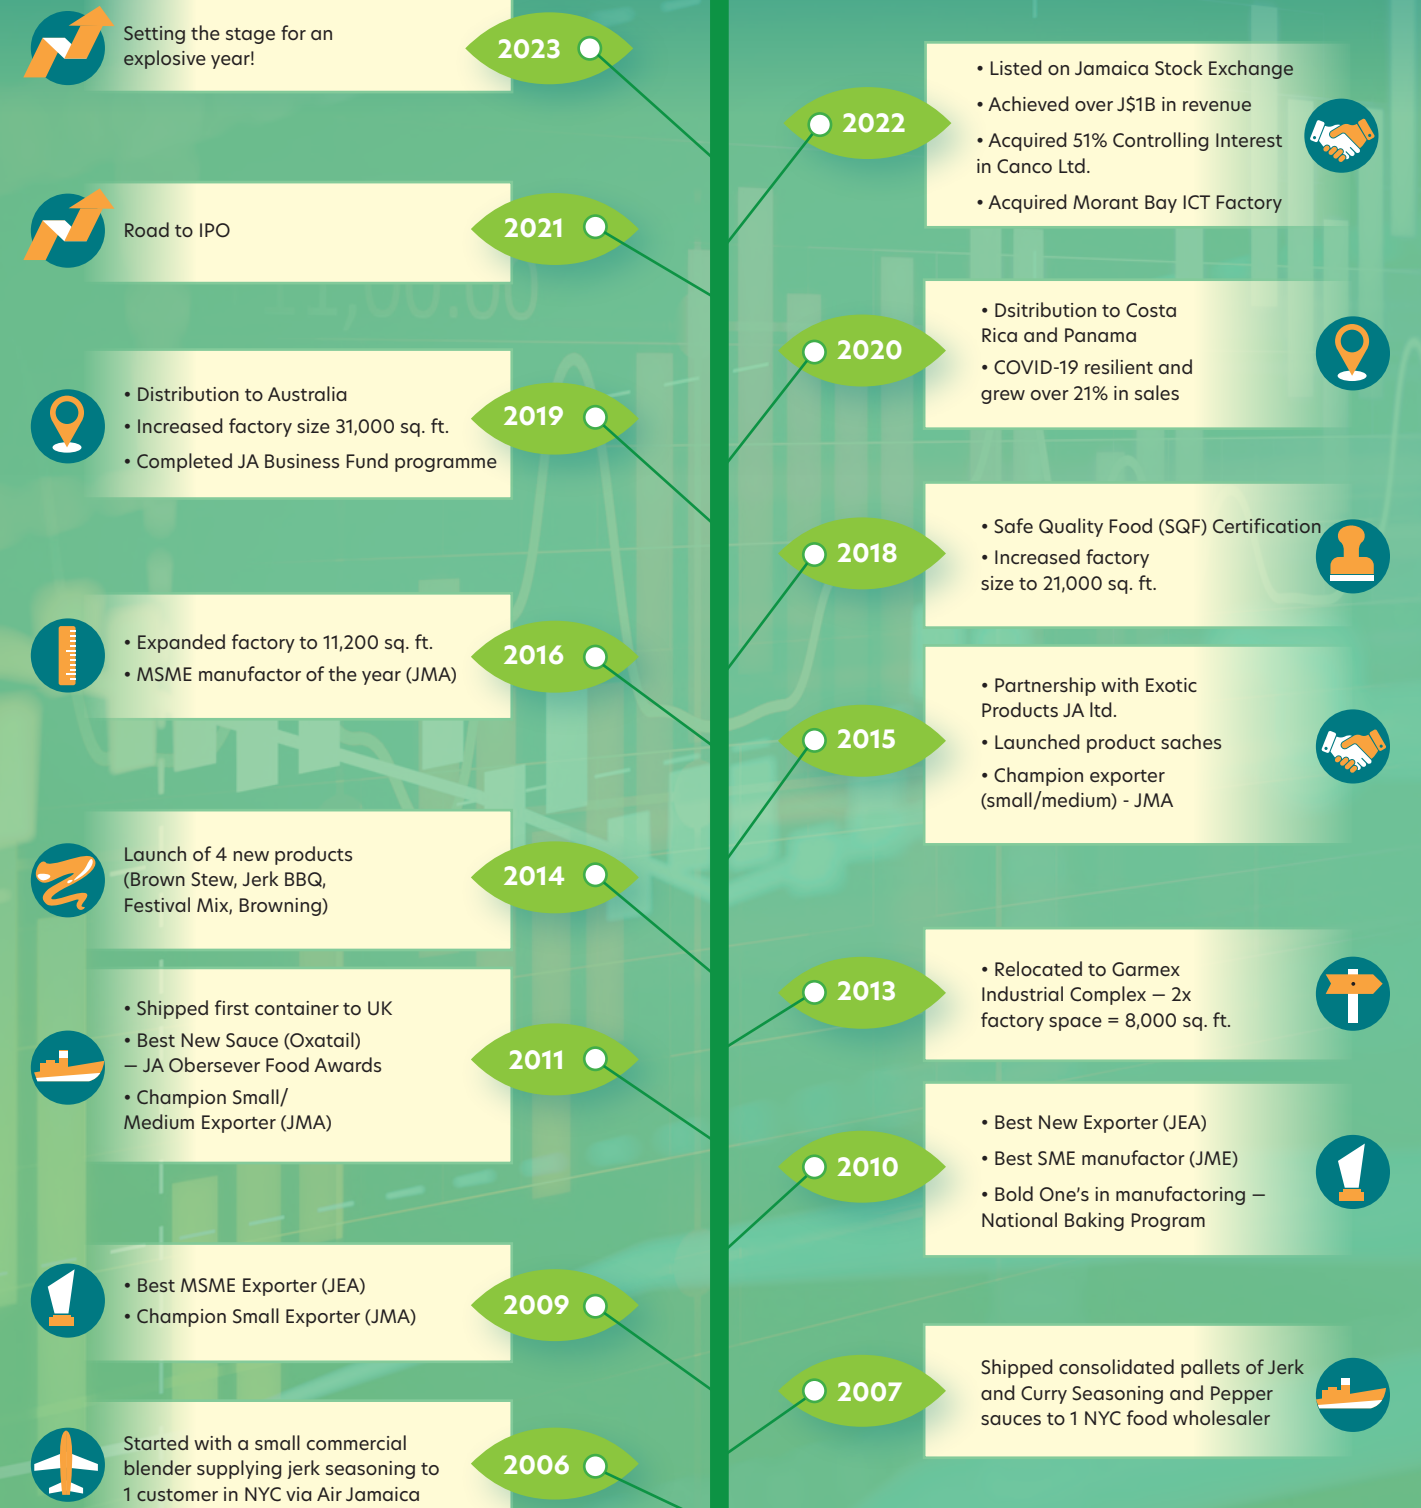 Setting the stage for an
explosive year!
2023
2022
• Listed on Jamaica Stock Exchange
• Achieved over J$1B in revenue
• Acquired 51% Controlling Interest
in Canco Ltd.
• Acquired Morant Bay ICT Factory
Road to IPO
2021
2020
• Dsitribution to Costa
Rica and Panama
• COVID-19 resilient and
grew over 21% in sales
• Distribution to Australia
• Increased factory size 31,000 sq. ft.
• Completed JA Business Fund programme
2019
2018
• Safe Quality Food (SQF) Certification
• Increased factory
size to 21,000 sq. ft.
• Expanded factory to 11,200 sq. ft.
• MSME manufactor of the year (JMA)
2016
2015
• Partnership with Exotic
Products JA ltd.
• Launched product saches
• Champion exporter
(small/medium) - JMA
Launch of 4 new products
(Brown Stew, Jerk BBQ,
Festival Mix, Browning)
2014
2013
• Relocated to Garmex
Industrial Complex – 2x
factory space = 8,000 sq. ft.
• Shipped first container to UK
• Best New Sauce (Oxatail)
– JA Obersever Food Awards
• Champion Small/
Medium Exporter (JMA)
2011
2010
• Best New Exporter (JEA)
• Best SME manufactor (JME)
• Bold One's in manufactoring –
National Baking Program
• Best MSME Exporter (JEA)
• Champion Small Exporter (JMA)
2009
2007
Shipped consolidated pallets of Jerk
and Curry Seasoning and Pepper
sauces to 1 NYC food wholesaler
Started with a small commercial
blender supplying jerk seasoning to
1 customer in NYC via Air Jamaica
2006